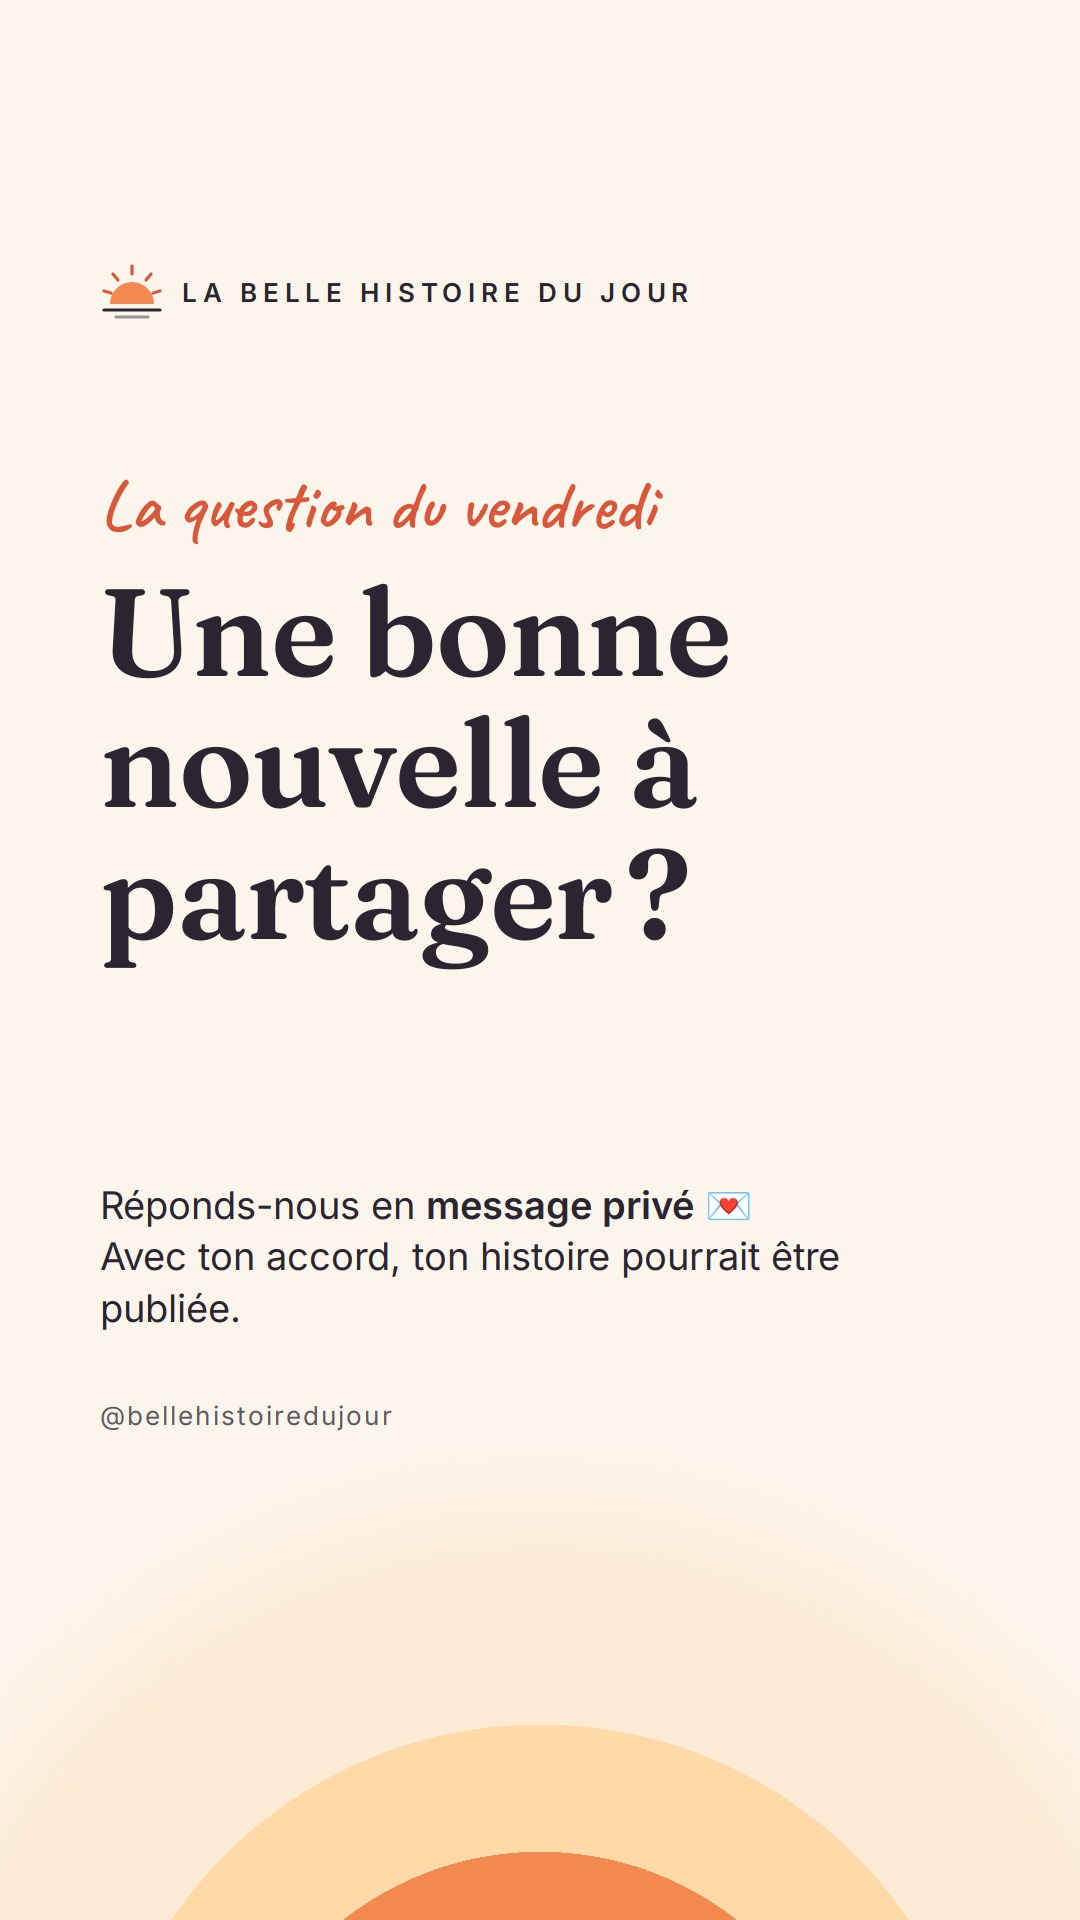 LA BELLE HISTOIRE DU JOUR
La question du vendredi
Une bonne
nouvelle à
partager ?
Réponds-nous en message privé 💌
Avec ton accord, ton histoire pourrait être
publiée.
@bellehistoiredujour